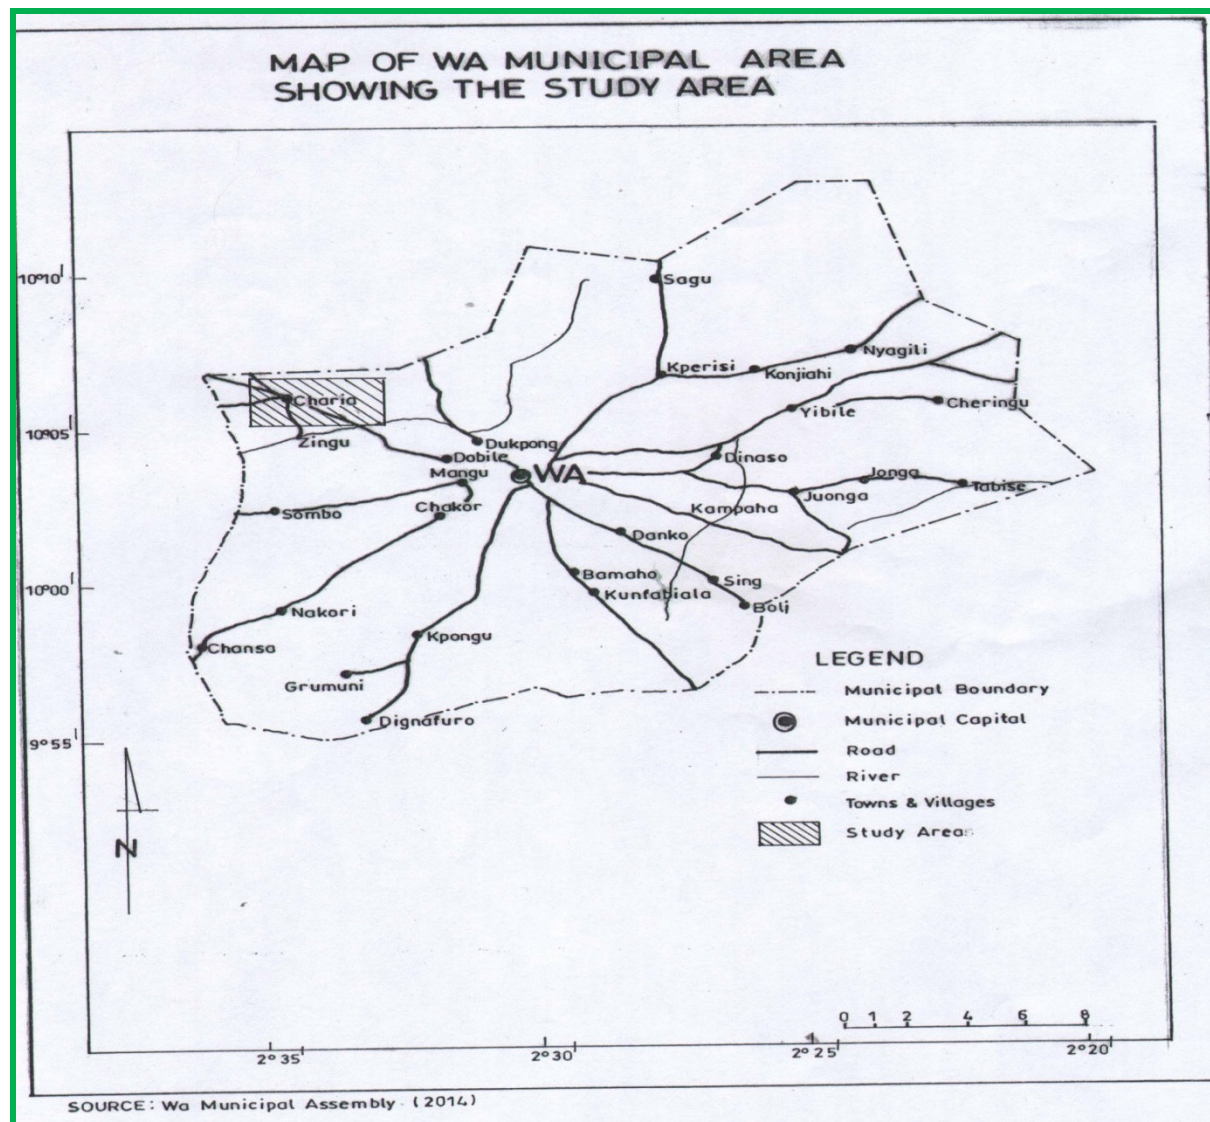 MAP OF WA MUNICIPAL AREA
SHOWING THE STUDY AREA
10°10'
Sagu
Kperisi
Konjiahi
Nyagili
Charia
Yibile
Cheringu
10°05'
Zingu
Dukpong
Dobile
Dinaso
Mangu
WA
Jonga
Tabise
Juonga
Sombo
Chakor
Kampaha
Danko
Bamaho
Sing
10°00'
Kunfabiala
Boli
Nakori
Kpongu
Chansa
Grumuni
Dignafuro
9°55'
LEGEND
Municipal Boundary
Municipal Capital
Road
River
Towns & Villages
Study Area
N
0 1 2 4 6 8
2°35'
2°30'
2°25'
2°20'
SOURCE: Wa Municipal Assembly. (2014)